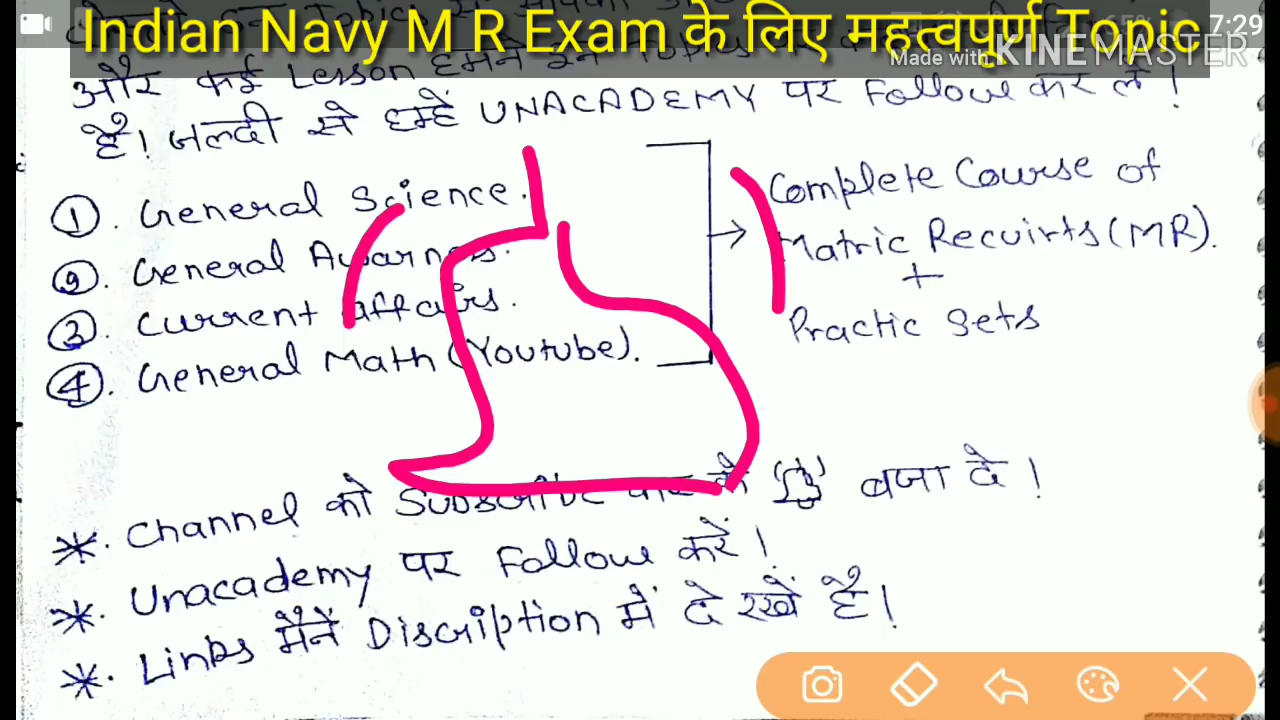 Indian Navy M R Exam के लिए महत्वपूर्ण Topic
7:29
Made with KINEMASTER
और कई Lesson हमने इन Topics
है। जल्दी से हमें UNACADEMY पर Follow कर लें!
1. General Science.
2. General Awarness.
3. Current affairs.
4. General Math (Youtube).
→ Complete Course of
Matric Recuirts (MR).
+
Practic Sets
*. Channel को Subscribe कर के बजा दे!
*. Unacademy पर Follow करें!
*. Links मैंने Discription में दे रखें है।